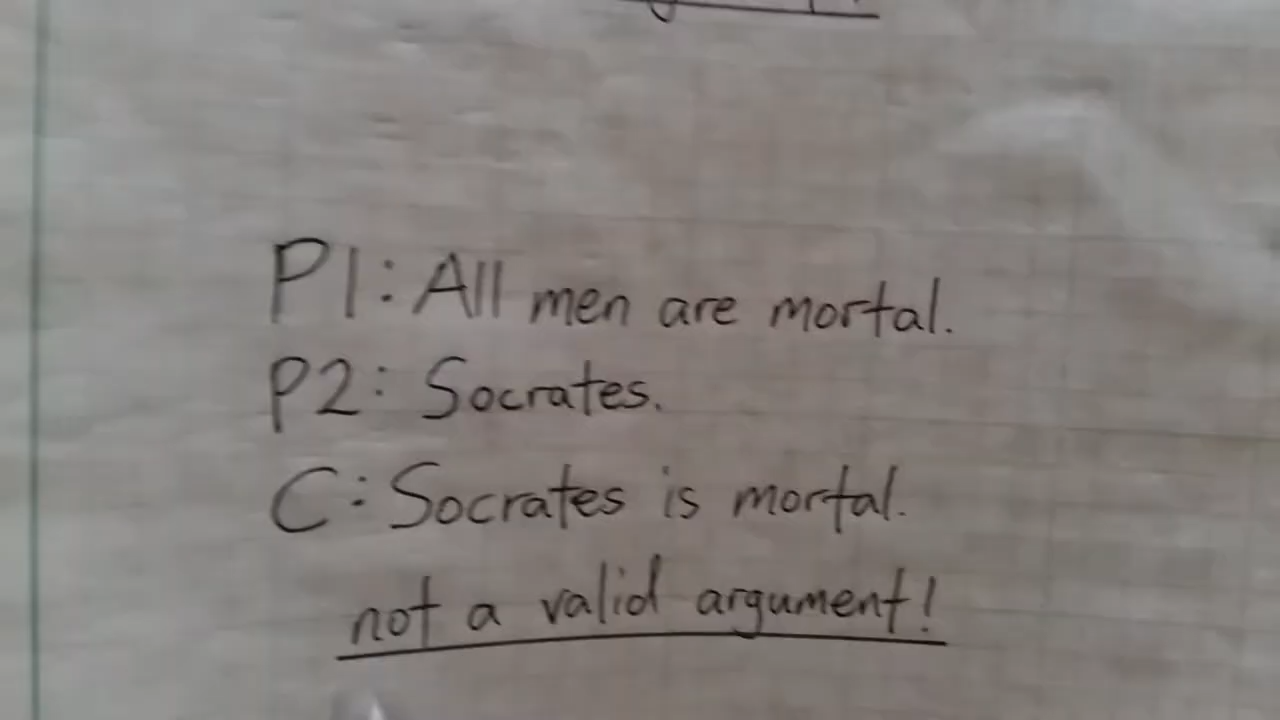 P1: All men are mortal.
P2: Socrates.
C: Socrates is mortal.
not a valid argument!